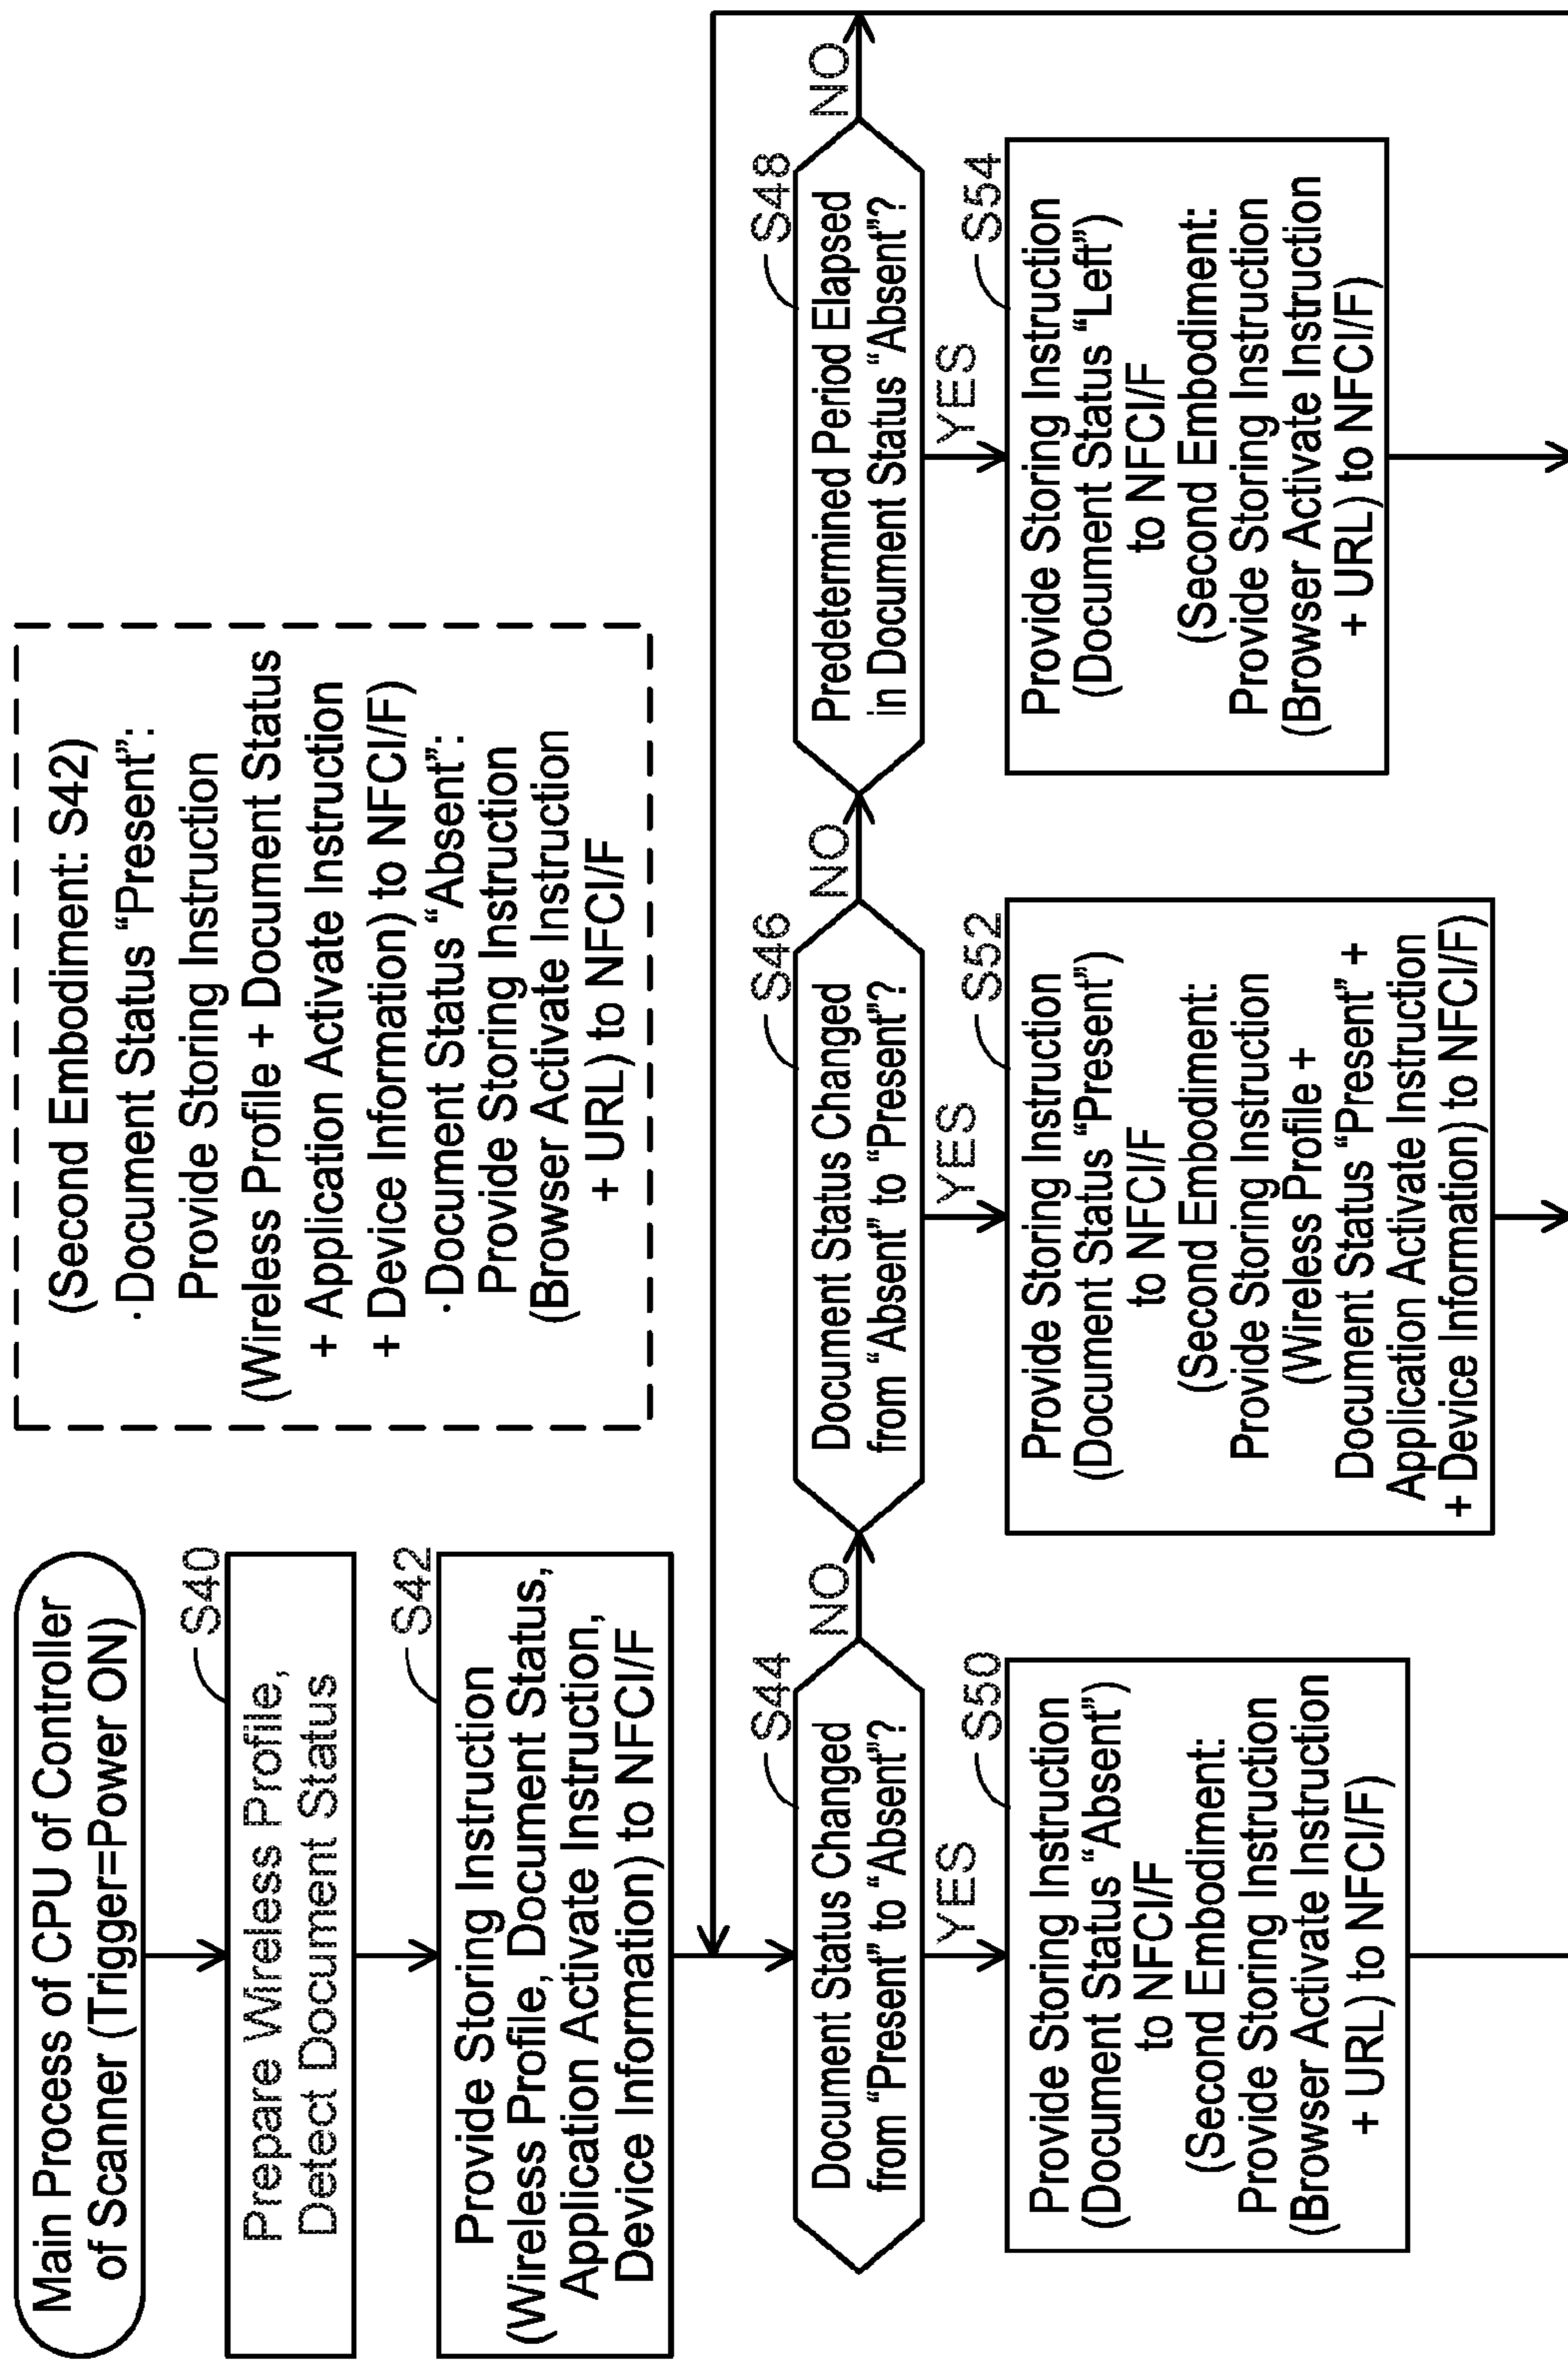 Main Process of CPU of Controller
of Scanner (Trigger=Power ON)
S40
Prepare Wireless Profile,
Detect Document Status
S42
Provide Storing Instruction
(Wireless Profile, Document Status,
Application Activate Instruction,
Device Information) to NFCI/F
(Second Embodiment: S42)
·Document Status “Present”:
Provide Storing Instruction
(Wireless Profile + Document Status
+ Application Activate Instruction
+ Device Information) to NFCI/F)
·Document Status “Absent”:
Provide Storing Instruction
(Browser Activate Instruction
+ URL) to NFCI/F
S44
Document Status Changed
from “Present” to “Absent”?
NO
YES
S46
Document Status Changed
from “Absent” to “Present”?
NO
YES
S48
Predetermined Period Elapsed
in Document Status “Absent”?
NO
YES
S50
Provide Storing Instruction
(Document Status “Absent”)
to NFCI/F
(Second Embodiment:
Provide Storing Instruction
(Browser Activate Instruction
+ URL) to NFCI/F)
S52
Provide Storing Instruction
(Document Status “Present”)
to NFCI/F
(Second Embodiment:
Provide Storing Instruction
(Wireless Profile +
Document Status “Present” +
Application Activate Instruction
+ Device Information) to NFCI/F)
S54
Provide Storing Instruction
(Document Status “Left”)
to NFCI/F
(Second Embodiment:
Provide Storing Instruction
(Browser Activate Instruction
+ URL) to NFCI/F)